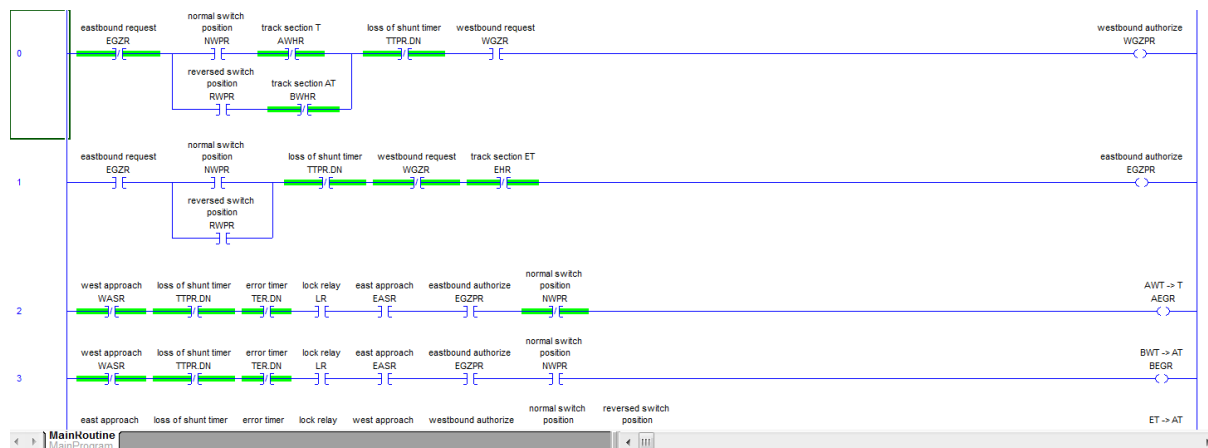 normal switch
eastbound request position track section T loss of shunt timer westbound request westbound authorize
EGZR NWPR AWHR TTPR.DN WGZR WGZPR
0
reversed switch
position track section AT
RWPR BWHR
normal switch
eastbound request position loss of shunt timer westbound request track section ET eastbound authorize
EGZR NWPR TTPR.DN WGZR EHR EGZPR
1
reversed switch
position
RWPR
normal switch
west approach loss of shunt timer error timer lock relay east approach eastbound authorize position AWT -> T
WASR TTPR.DN TER.DN LR EASR EGZPR NWPR AEGR
2
normal switch
west approach loss of shunt timer error timer lock relay east approach eastbound authorize position BWT -> AT
WASR TTPR.DN TER.DN LR EASR EGZPR NWPR BEGR
3
normal switch reversed switch
east approach loss of shunt timer error timer lock relay west approach westbound authorize position position ET -> AT
MainRoutine
MainProgram